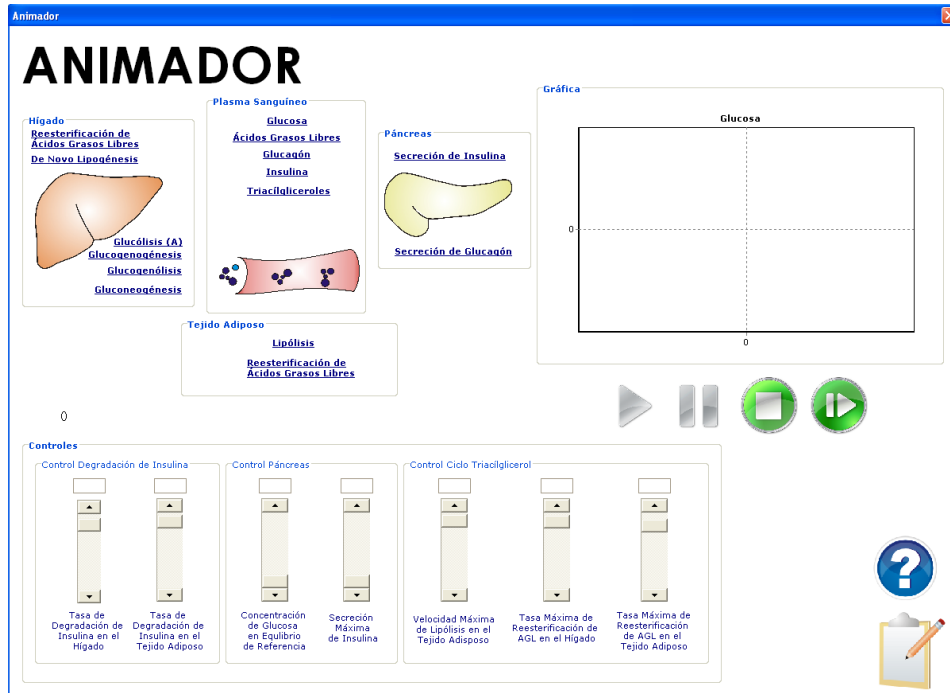 Animador
ANIMADOR
Hígado
Reesterificación de
Ácidos Grasos Libres
De Novo Lipogénesis
Glucólisis (A)
Glucogenogénesis
Glucogenólisis
Gluconeogénesis
Plasma Sanguíneo
Glucosa
Ácidos Grasos Libres
Glucagón
Insulina
Triacílgliceroles
Páncreas
Secreción de Insulina
Secreción de Glucagón
Tejido Adiposo
Lipólisis
Reesterificación de
Ácidos Grasos Libres
Gráfica
Glucosa
0
0
0
Controles
Control Degradación de Insulina
Tasa de
Degradación de
Insulina en el
Hígado
Tasa de
Degradación de
Insulina en el
Tejido Adiposo
Control Páncreas
Concentración
de Glucosa
en Equlibrio
de Referencia
Secreción
Máxima
de Insulina
Control Ciclo Triacílglicerol
Velocidad Máxima
de Lipólisis en el
Tejido Adisposo
Tasa Máxima de
Reesterificación de
AGL en el Hígado
Tasa Máxima de
Reesterificación
de AGL en el
Tejido Adiposo
?